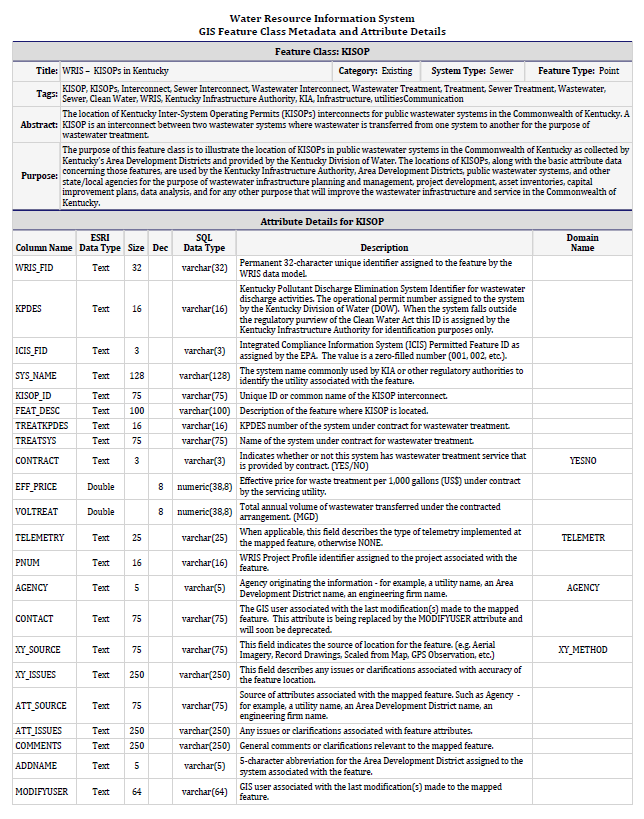 Water Resource Information System
GIS Feature Class Metadata and Attribute Details
Feature Class: KISOP
Title: WRIS – KISOPs in Kentucky Category: Existing System Type: Sewer Feature Type: Point
Tags: KISOP, KISOPs, Interconnect, Sewer Interconnect, Wastewater Interconnect, Wastewater Treatment, Treatment, Sewer Treatment, Wastewater,
Sewer, Clean Water, WRIS, Kentucky Infrastructure Authority, KIA, Infrastructure, utilitiesCommunication
Abstract: The location of Kentucky Inter-System Operating Permits (KISOPs) interconnects for public wastewater systems in the Commonwealth of Kentucky. A
KISOP is an interconnect between two wastewater systems where wastewater is transferred from one system to another for the purpose of
wastewater treatment.
Purpose: The purpose of this feature class is to illustrate the location of KISOPs in public wastewater systems in the Commonwealth of Kentucky as collected by
Kentucky's Area Development Districts and provided by the Kentucky Division of Water. The locations of KISOPs, along with the basic attribute data
concerning those features, are used by the Kentucky Infrastructure Authority, Area Development Districts, public wastewater systems, and other
state/local agencies for the purpose of wastewater infrastructure planning and management, project development, asset inventories, capital
improvement plans, data analysis, and for any other purpose that will improve the wastewater infrastructure and service in the Commonwealth of
Kentucky.
Attribute Details for KISOP
Column Name ESRI Data Type Size Dec SQL Data Type Description Domain Name
WRIS_FID Text 32 varchar(32) Permanent 32-character unique identifier assigned to the feature by the
WRIS data model.
KPDES Text 16 varchar(16) Kentucky Pollutant Discharge Elimination System Identifier for wastewater
discharge activities. The operational permit number assigned to the system
by the Kentucky Division of Water (DOW). When the system falls outside
the regulatory purview of the Clean Water Act this ID is assigned by the
Kentucky Infrastructure Authority for identification purposes only.
ICIS_FID Text 3 varchar(3) Integrated Compliance Information System (ICIS) Permitted Feature ID as
assigned by the EPA. The value is a zero-filled number (001, 002, etc.).
SYS_NAME Text 128 varchar(128) The system name commonly used by KIA or other regulatory authorities to
identify the utility associated with the feature.
KISOP_ID Text 75 varchar(75) Unique ID or common name of the KISOP interconnect.
FEAT_DESC Text 100 varchar(100) Description of the feature where KISOP is located.
TREATKPDES Text 16 varchar(16) KPDES number of the system under contract for wastewater treatment.
TREATSYS Text 75 varchar(75) Name of the system under contract for wastewater treatment.
CONTRACT Text 3 varchar(3) Indicates whether or not this system has wastewater treatment service that
is provided by contract. (YES/NO) YESNO
EFF_PRICE Double 8 numeric(38,8) Effective price for waste treatment per 1,000 gallons (US$) under contract
by the servicing utility.
VOLTREAT Double 8 numeric(38,8) Total annual volume of wastewater transferred under the contracted
arrangement. (MGD)
TELEMETRY Text 25 varchar(25) When applicable, this field describes the type of telemetry implemented at
the mapped feature, otherwise NONE. TELEMETR
PNUM Text 16 varchar(16) WRIS Project Profile identifier assigned to the project associated with the
feature.
AGENCY Text 5 varchar(5) Agency originating the information - for example, a utility name, an Area
Development District name, an engineering firm name. AGENCY
CONTACT Text 75 varchar(75) The GIS user associated with the last modification(s) made to the mapped
feature. This attribute is being replaced by the MODIFYUSER attribute and
will soon be deprecated.
XY_SOURCE Text 75 varchar(75) This field indicates the source of location for the feature. (e.g. Aerial
Imagery, Record Drawings, Scaled from Map, GPS Observation, etc.) XY_METHOD
XY_ISSUES Text 250 varchar(250) This field describes any issues or clarifications associated with accuracy of
the feature location.
ATT_SOURCE Text 75 varchar(75) Source of attributes associated with the mapped feature. Such as Agency -
for example, a utility name, an Area Development District name, an
engineering firm name.
ATT_ISSUES Text 250 varchar(250) Any issues or clarifications associated with feature attributes.
COMMENTS Text 250 varchar(250) General comments or clarifications relevant to the mapped feature.
ADDNAME Text 5 varchar(5) 5-character abbreviation for the Area Development District assigned to the
system associated with the feature.
MODIFYUSER Text 64 varchar(64) GIS user associated with the last modification(s) made to the mapped
feature.